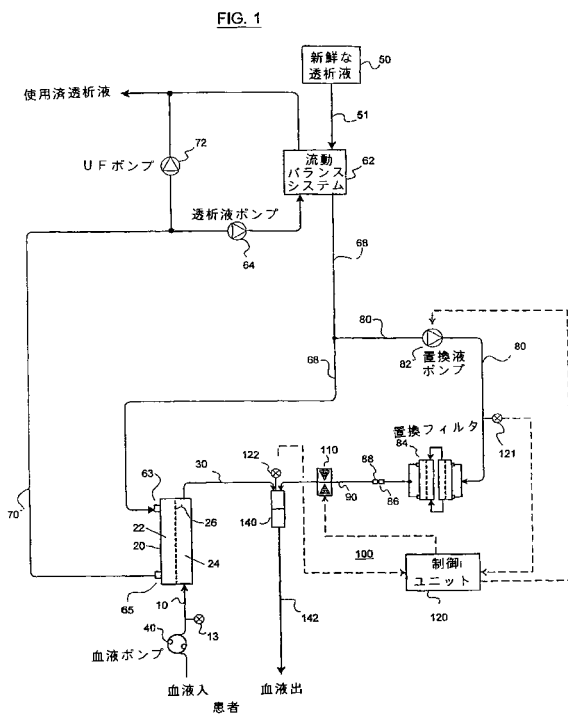 FIG. 1
新鮮な
透析液
50
使用済透析液
51
72
UFポンプ
流動
バランス
システム
62
透析液ポンプ
64
68
80
80
82
置換液
ポンプ
68
置換フィルタ
84
121
110
122
30
88
86
90
63
70
26
22
20
24
140
100
制御
ユニット
120
65
10
142
40
13
血液ポンプ
血液入
血液出
患者